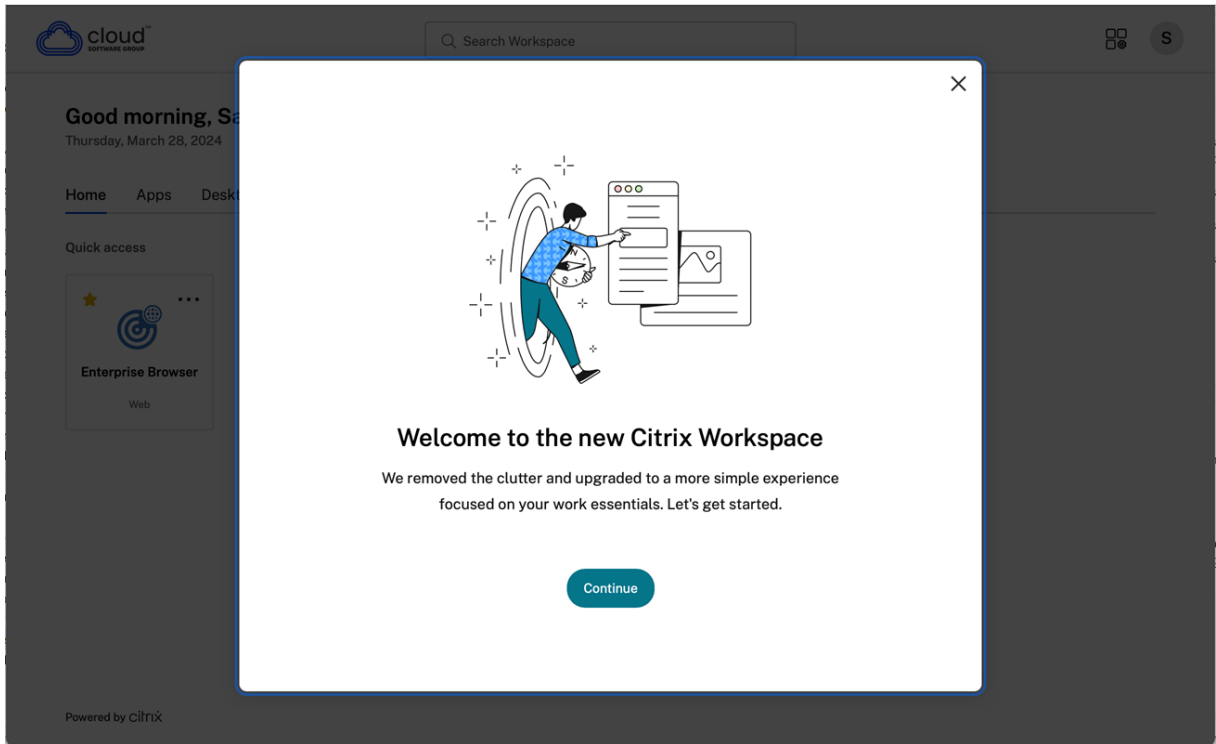 cloud™
SOFTWARE GROUP
Search Workspace
S
Good morning, Sa
Thursday, March 28, 2024
Home Apps Deskt
Quick access
Enterprise Browser
Web
N
S
Welcome to the new Citrix Workspace
We removed the clutter and upgraded to a more simple experience
focused on your work essentials. Let's get started.
Continue
Powered by citrix